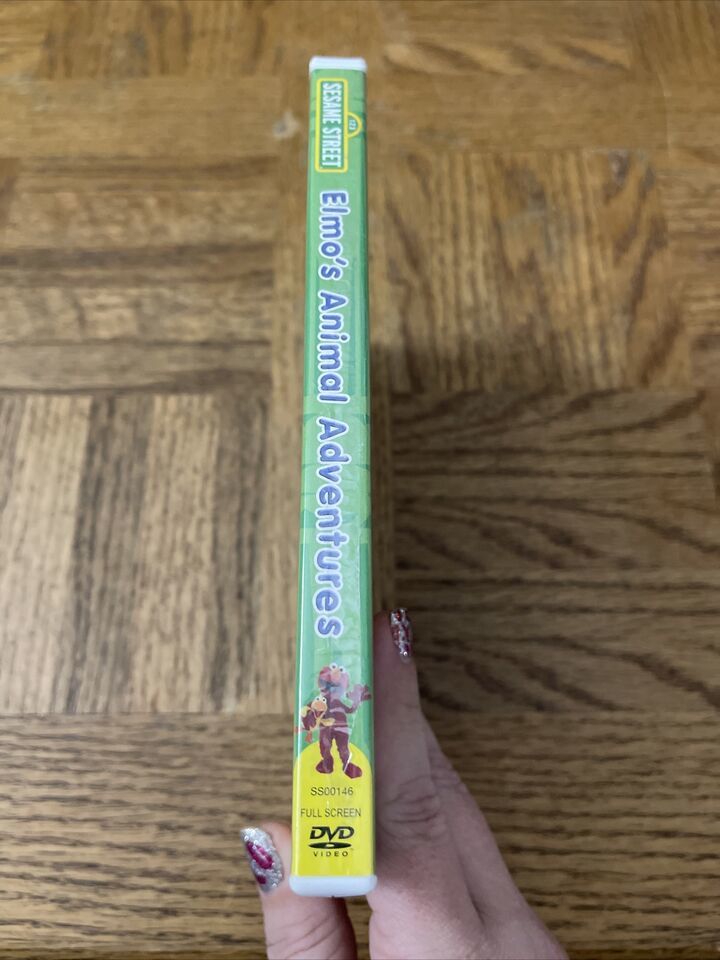 123
SESAME STREET
Elmo's Animal Adventures
SS00146
FULL SCREEN
DVD
VIDEO